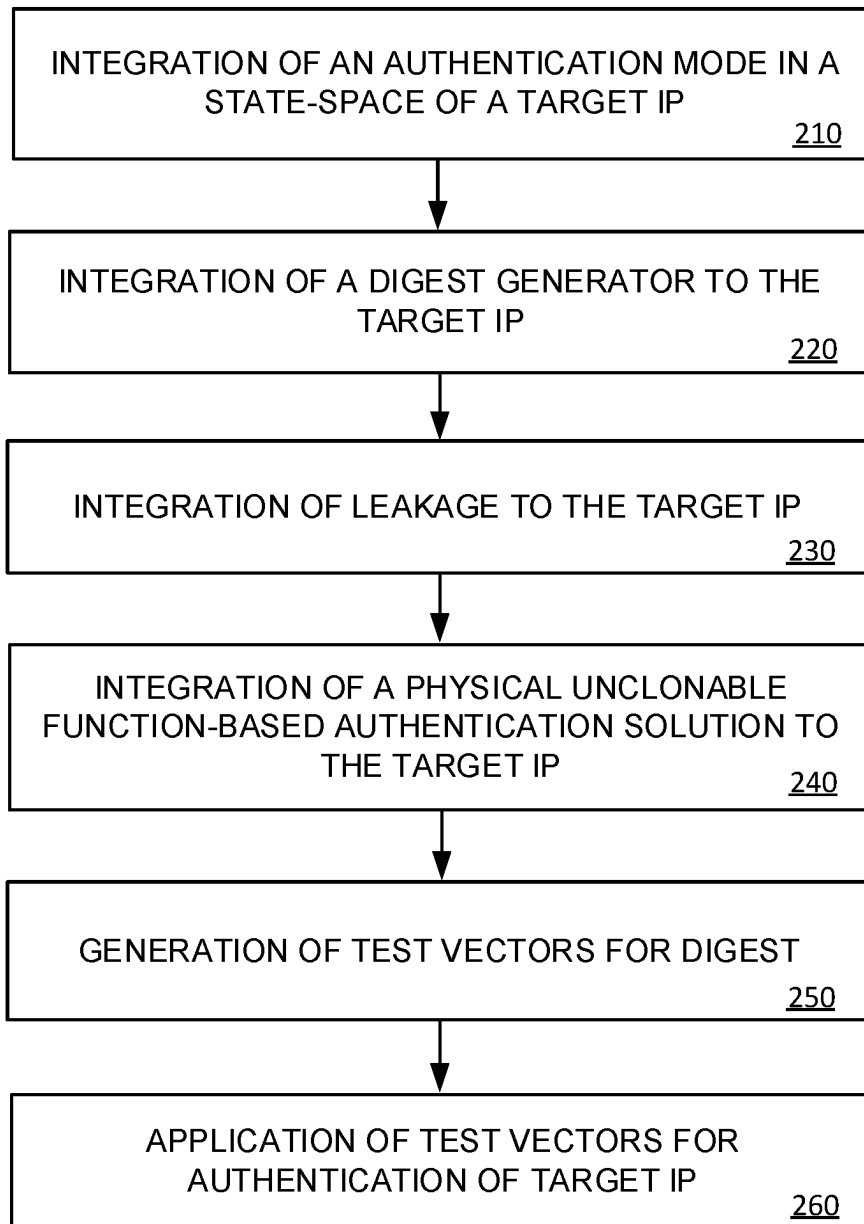 INTEGRATION OF AN AUTHENTICATION MODE IN A
STATE-SPACE OF A TARGET IP
210
INTEGRATION OF A DIGEST GENERATOR TO THE
TARGET IP
220
INTEGRATION OF LEAKAGE TO THE TARGET IP
230
INTEGRATION OF A PHYSICAL UNCLONABLE
FUNCTION-BASED AUTHENTICATION SOLUTION TO
THE TARGET IP
240
GENERATION OF TEST VECTORS FOR DIGEST
250
APPLICATION OF TEST VECTORS FOR
AUTHENTICATION OF TARGET IP
260